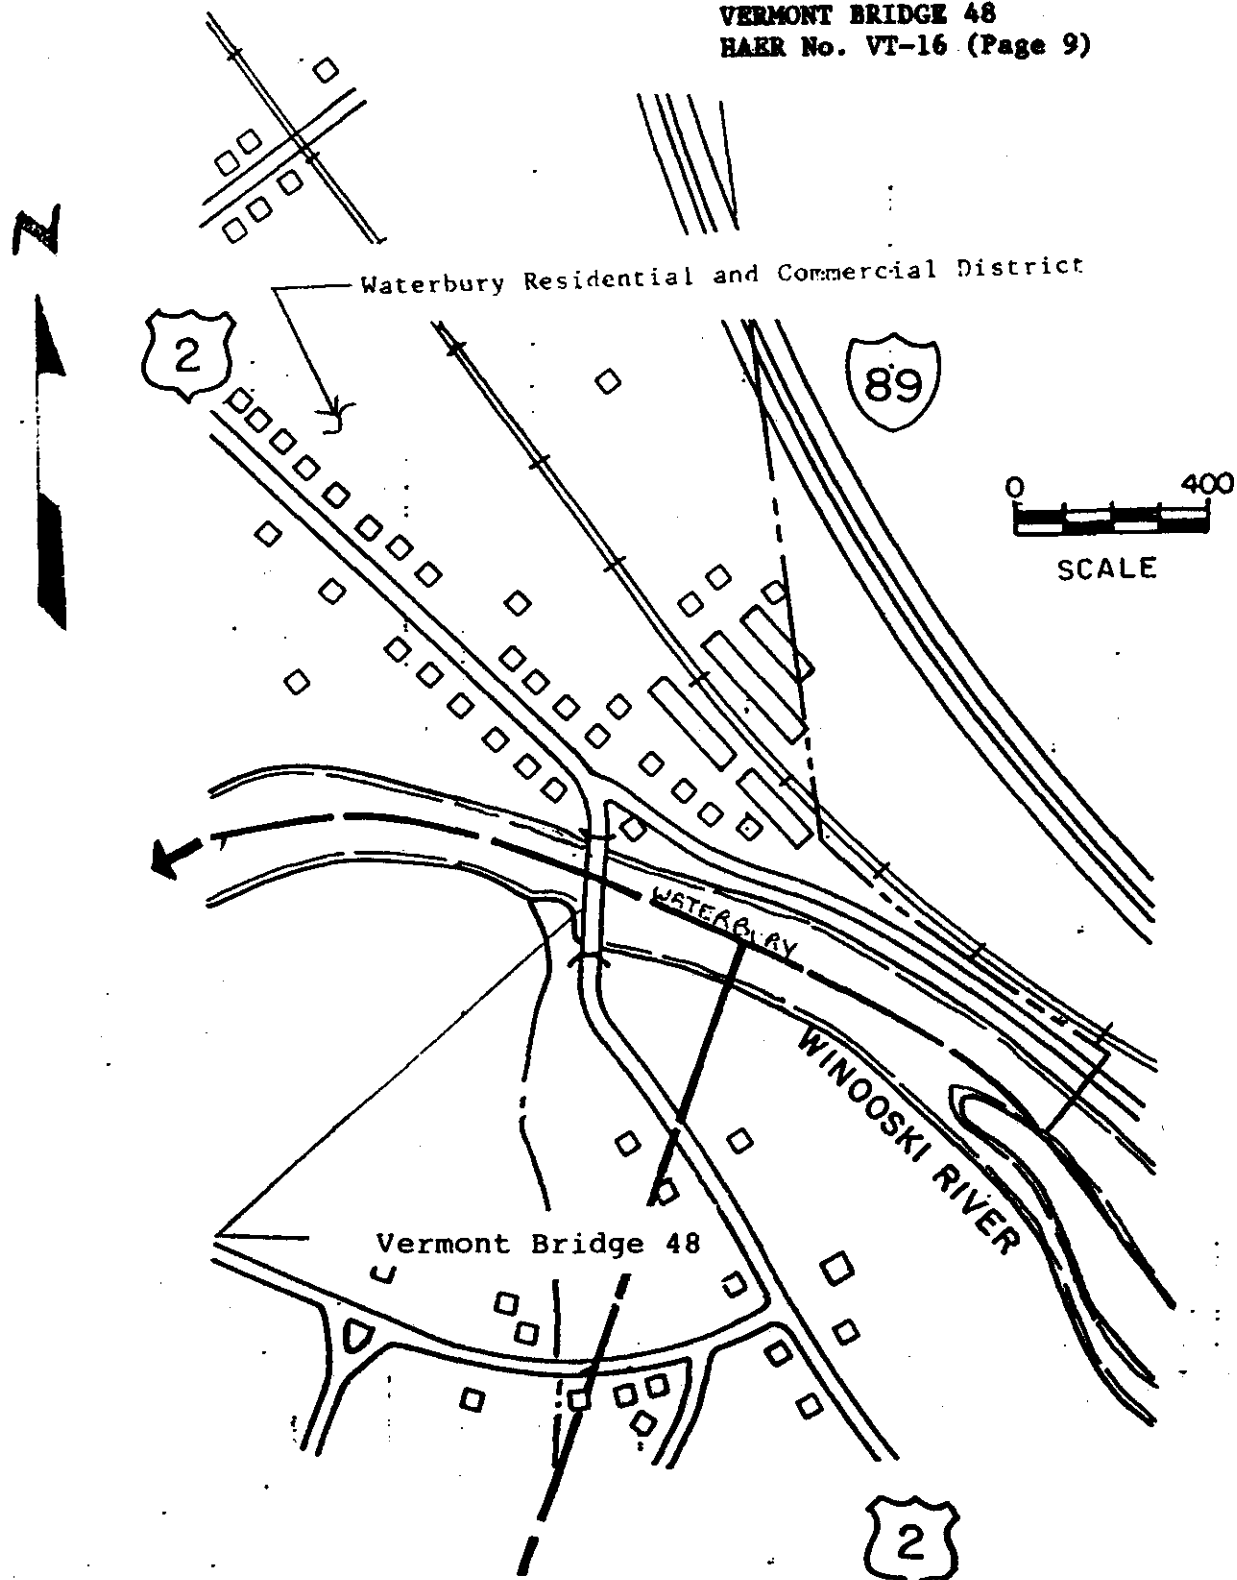 VERMONT BRIDGE 48
HAER No. VT-16 (Page 9)
N
Waterbury Residential and Commercial District
2
89
0 400
SCALE
WATERBURY
WINOOSKI RIVER
Vermont Bridge 48
2